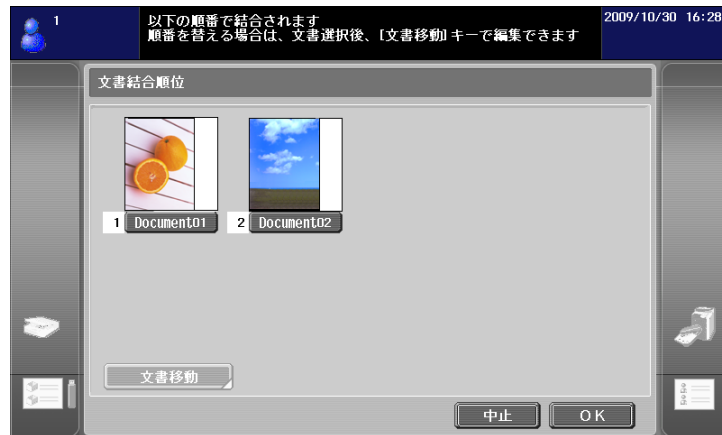 1
以下の順番で結合されます
順番を替える場合は、文書選択後、[文書移動]キーで編集できます
2009/10/30 16:28
文書結合順位
1 Document01
2 Document02
文書移動
中止
OK